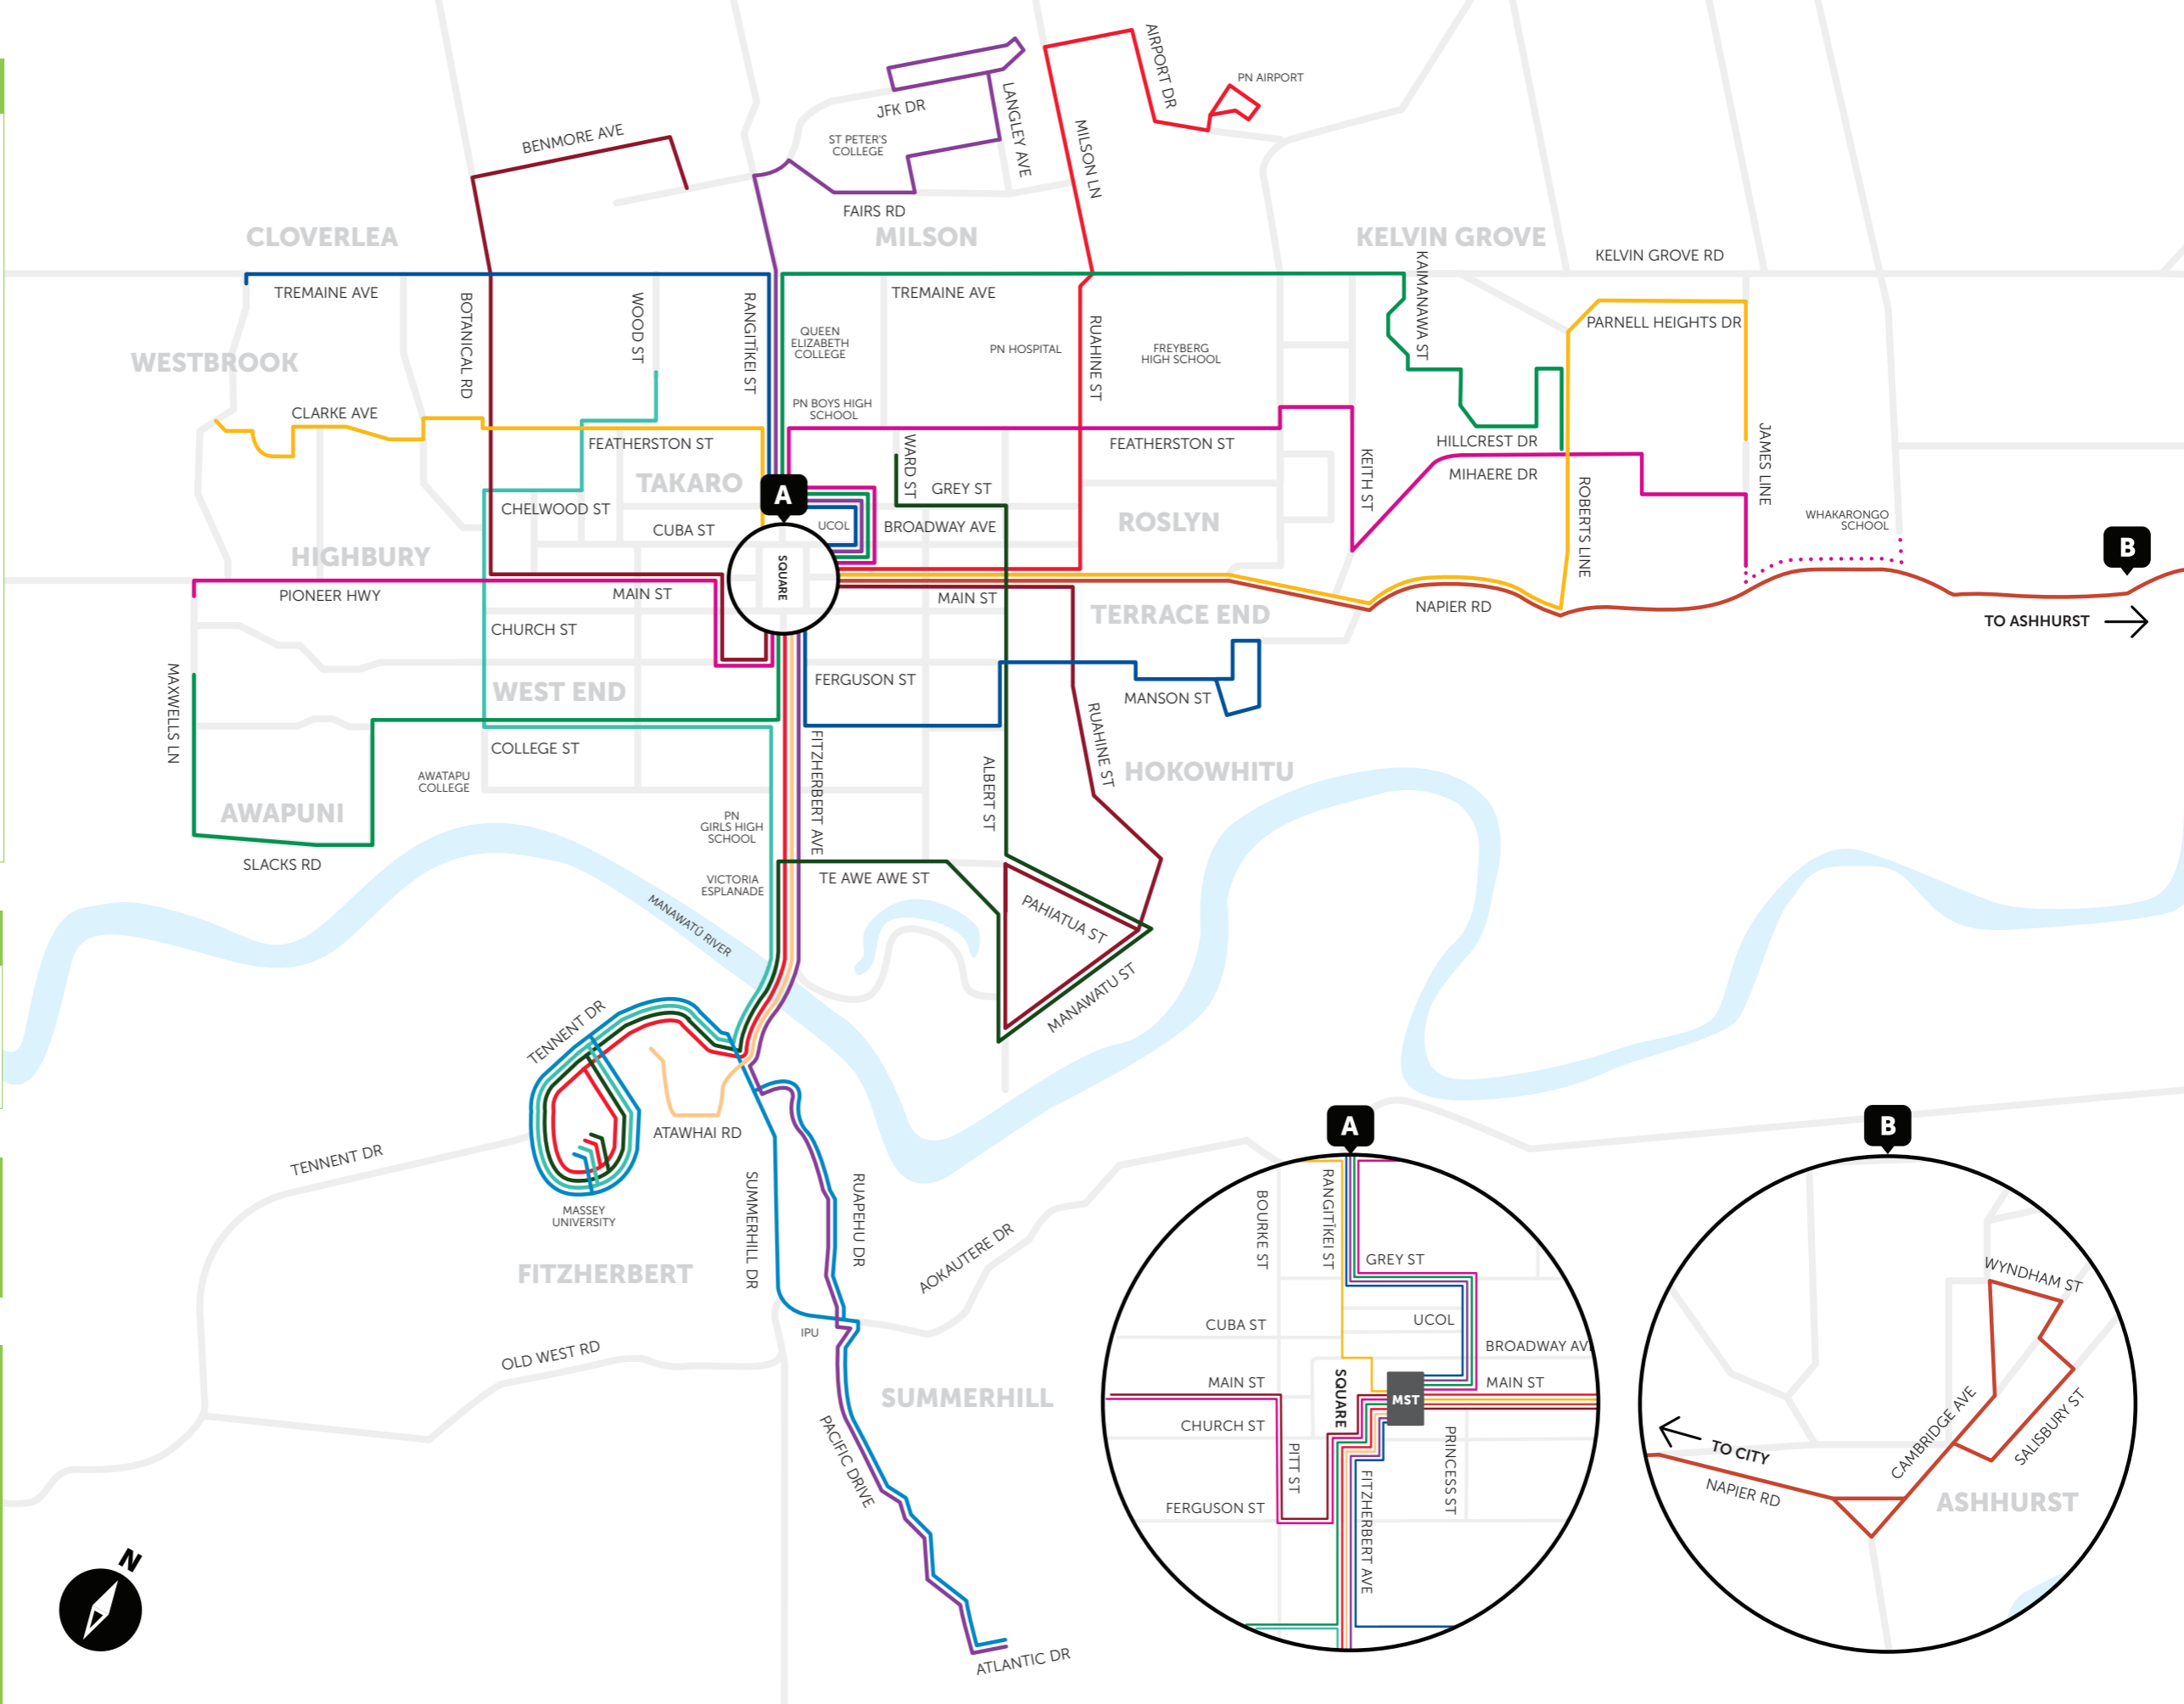 AIRPORT DR
PN AIRPORT
JFK DR
LANGLEY AVE
BENMORE AVE
ST PETER'S
COLLEGE
MILSON LN
FAIRS RD
CLOVERLEA
MILSON
KELVIN GROVE
KELVIN GROVE RD
KAIMANAWA ST
TREMAINE AVE
BOTANICAL RD
WOOD ST
RANGITĪKEI ST
TREMAINE AVE
QUEEN
ELIZABETH
COLLEGE
PN HOSPITAL
RUAHINE ST
FREYBERG
HIGH SCHOOL
PARNELL HEIGHTS DR
WESTBROOK
CLARKE AVE
PN BOYS HIGH
SCHOOL
FEATHERSTON ST
WARD ST
FEATHERSTON ST
HILLCREST DR
JAMES LINE
KEITH ST
MIHAERE DR
ROBERTS LINE
TAKARO
A
GREY ST
CHELWOOD ST
CUBA ST
UCOL
BROADWAY AVE
ROSLYN
WHAKARONGO
SCHOOL
B
HIGHBURY
SQUARE
PIONEER HWY
MAIN ST
MAIN ST
TERRACE END
NAPIER RD
TO ASHHURST
CHURCH ST
MAXWELLS LN
WEST END
FERGUSON ST
MANSON ST
RUAHINE ST
COLLEGE ST
FITZHERBERT AVE
ALBERT ST
HOKOWHITU
AWATAPU
COLLEGE
AWAPUNI
PN
GIRLS HIGH
SCHOOL
SLACKS RD
VICTORIA
ESPLANADE
TE AWE AWE ST
MANAWATŪ RIVER
PAHIATUA ST
MANAWATU ST
TENNENT DR
ATAWHAI RD
TENNENT DR
MASSEY
UNIVERSITY
SUMMERHILL DR
RUAPEHU DR
FITZHERBERT
AOKAUTERE DR
IPU
OLD WEST RD
SUMMERHILL
PACIFIC DRIVE
ATLANTIC DR
N
A
BOURKE ST
RANGITĪKEI ST
GREY ST
UCOL
CUBA ST
BROADWAY AV
MAIN ST
SQUARE
MST
MAIN ST
CHURCH ST
PITT ST
PRINCESS ST
FERGUSON ST
FITZHERBERT AVE
B
WYNDHAM ST
CAMBRIDGE AVE
SALISBURY ST
TO CITY
NAPIER RD
ASHHURST